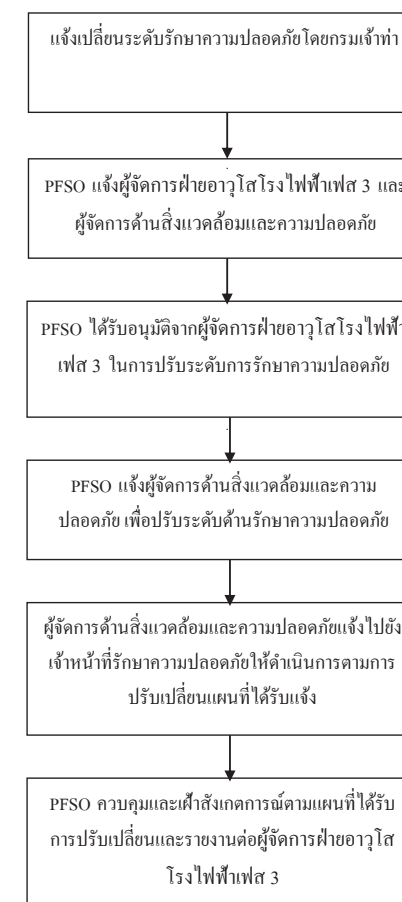 แจ้งเปลี่ยนระดับรักษาความปลอดภัยโดยกรมเจ้าท่า
PFSO แจ้งผู้จัดการฝ่ายอาวุโสโรงไฟฟ้าเฟส 3 และ
ผู้จัดการด้านสิ่งแวดล้อมและความปลอดภัย
PFSO ได้รับอนุมัติจากผู้จัดการฝ่ายอาวุโสโรงไฟฟ้า
เฟส 3 ในการปรับระดับการรักษาความปลอดภัย
PFSO แจ้งผู้จัดการด้านสิ่งแวดล้อมและความ
ปลอดภัย เพื่อปรับระดับด้านรักษาความปลอดภัย
ผู้จัดการด้านสิ่งแวดล้อมและความปลอดภัยแจ้งไปยัง
เจ้าหน้าที่รักษาความปลอดภัยให้ดำเนินการตามการ
ปรับเปลี่ยนแผนที่ได้รับแจ้ง
PFSO ควบคุมและเฝ้าสังเกตการณ์ตามแผนที่ได้รับ
การปรับเปลี่ยนและรายงานต่อผู้จัดการฝ่ายอาวุโส
โรงไฟฟ้าเฟส 3